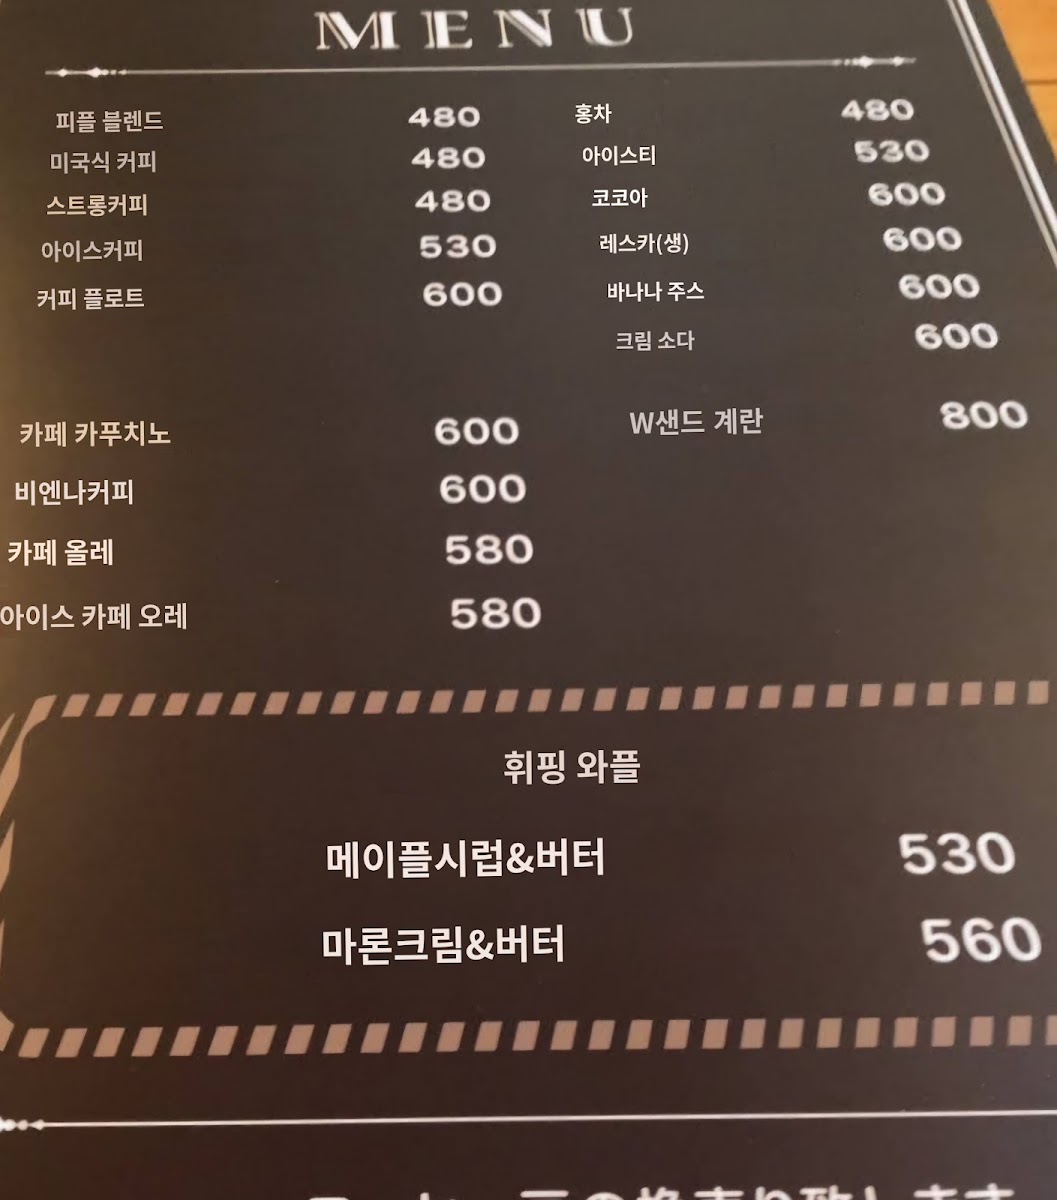 MENU
피플 블렌드 480
미국식 커피 480
스트롱커피 480
아이스커피 530
커피 플로트 600
홍차 480
아이스티 530
코코아 600
레스카(생) 600
바나나 주스 600
크림 소다 600
카페 카푸치노 600
비엔나커피 600
카페 올레 580
아이스 카페 오레 580
W샌드 계란 800
휘핑 와플
메이플시럽&버터 530
마론크림&버터 560